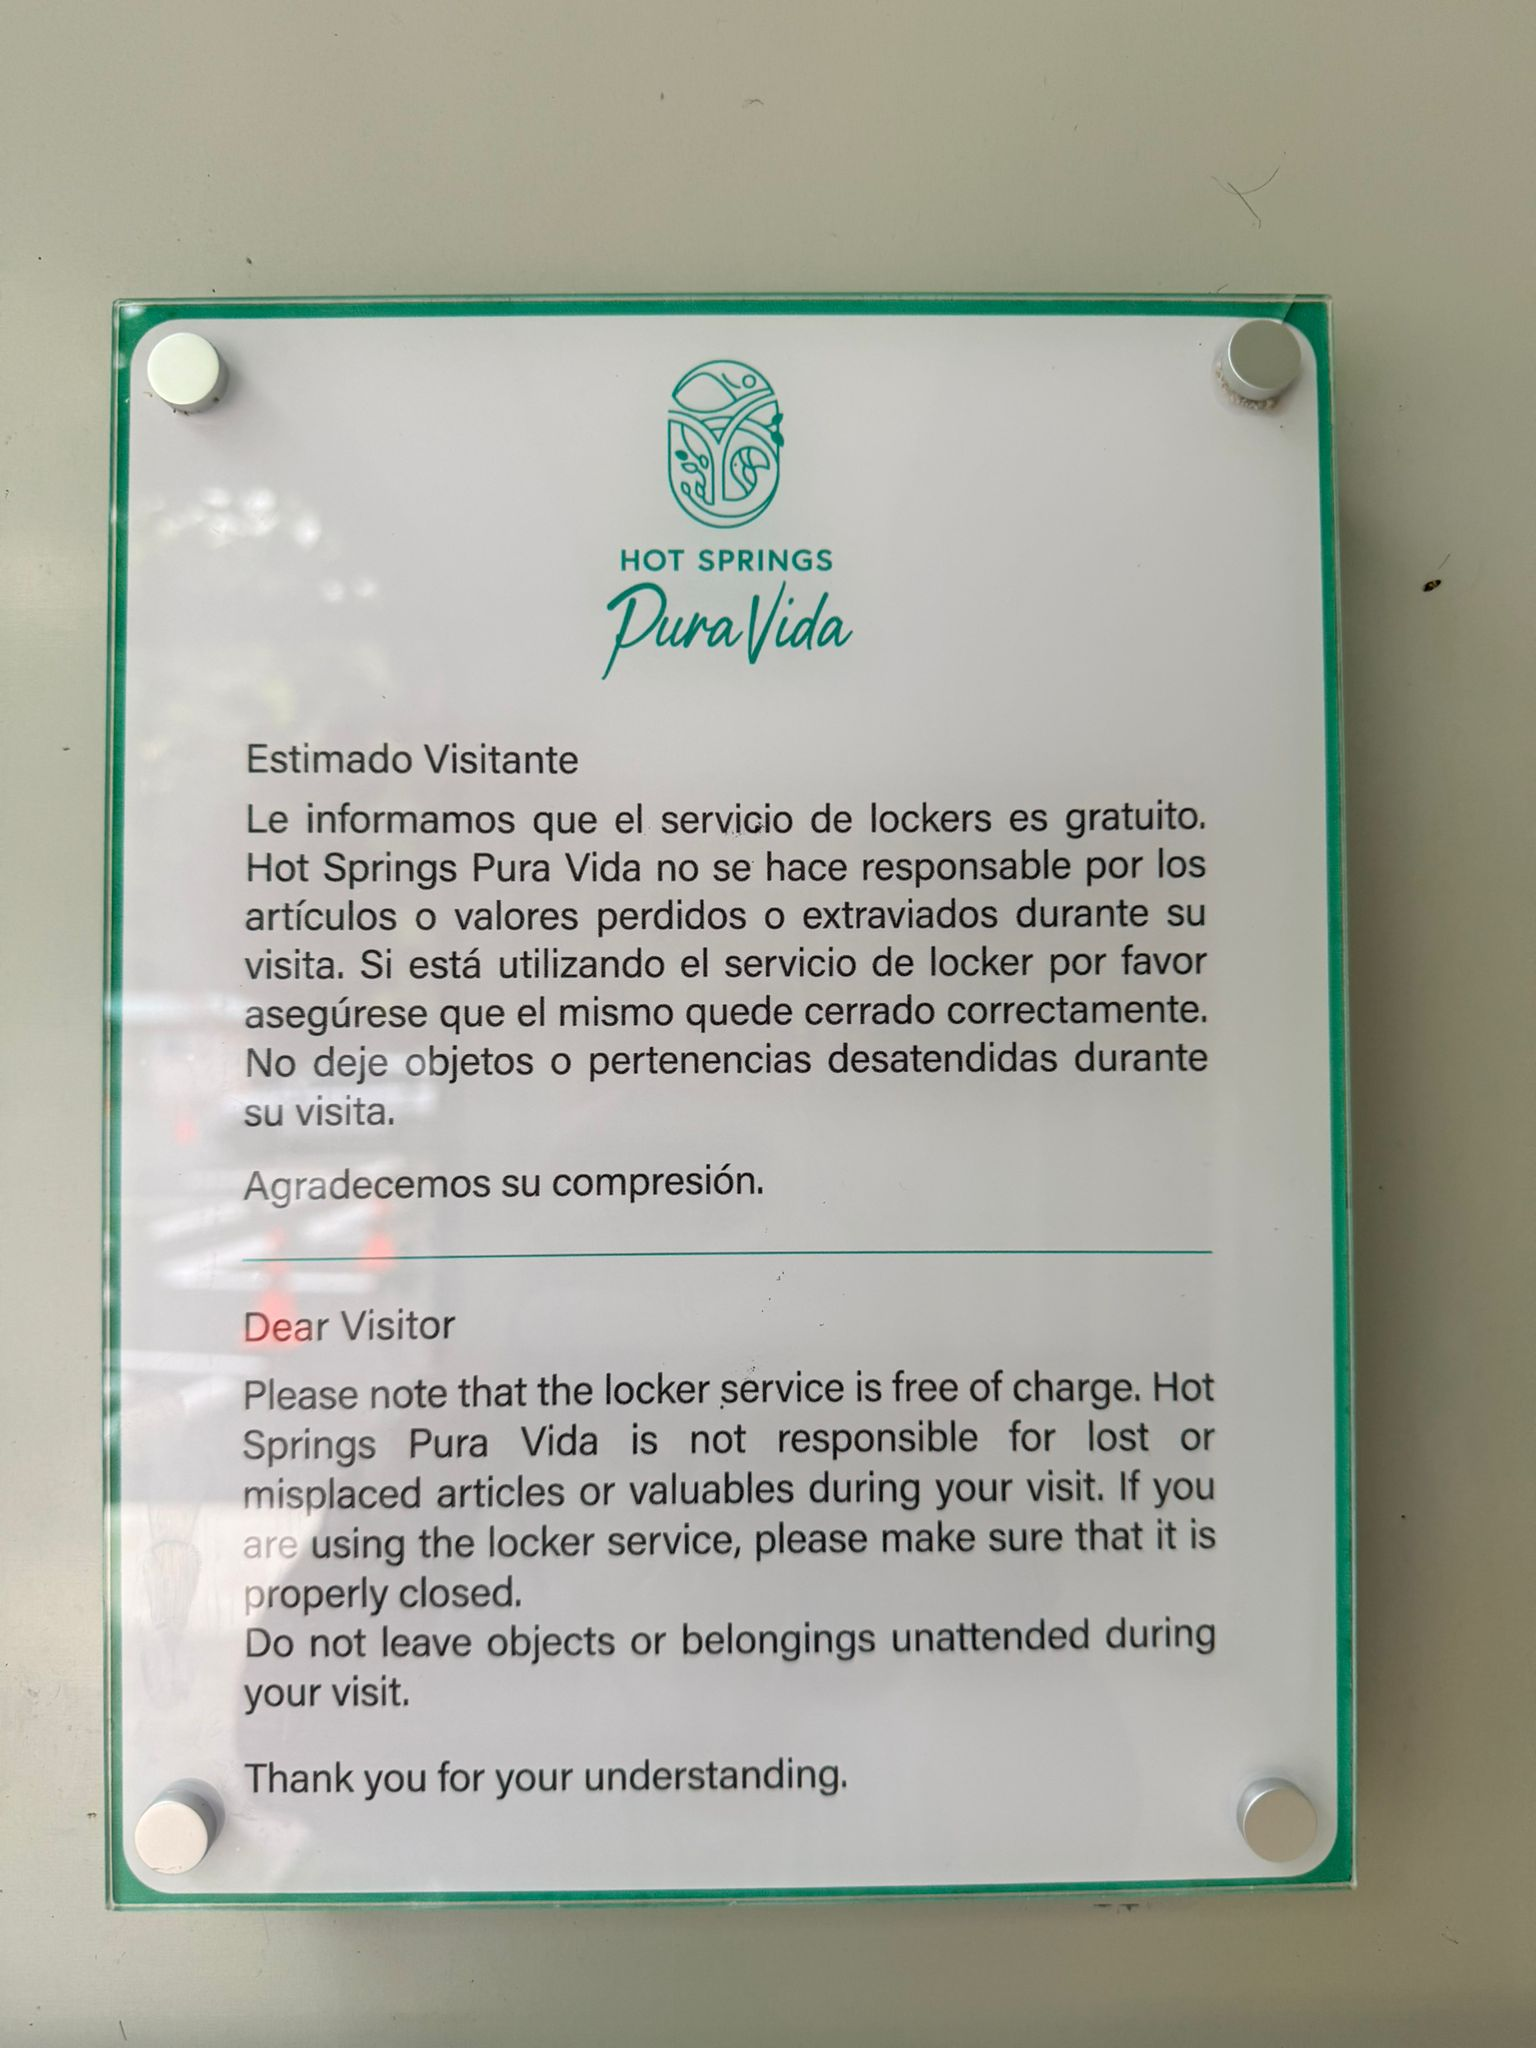 HOT SPRINGS
Pura Vida
Estimado Visitante
Le informamos que el servicio de lockers es gratuito.
Hot Springs Pura Vida no se hace responsable por los
artículos o valores perdidos o extraviados durante su
visita. Si está utilizando el servicio de locker por favor
asegúrese que el mismo quede cerrado correctamente.
No deje objetos o pertenencias desatendidas durante
su visita.
Agradecemos su compresión.
Dear Visitor
Please note that the locker service is free of charge. Hot
Springs Pura Vida is not responsible for lost or
misplaced articles or valuables during your visit. If you
are using the locker service, please make sure that it is
properly closed.
Do not leave objects or belongings unattended during
your visit.
Thank you for your understanding.